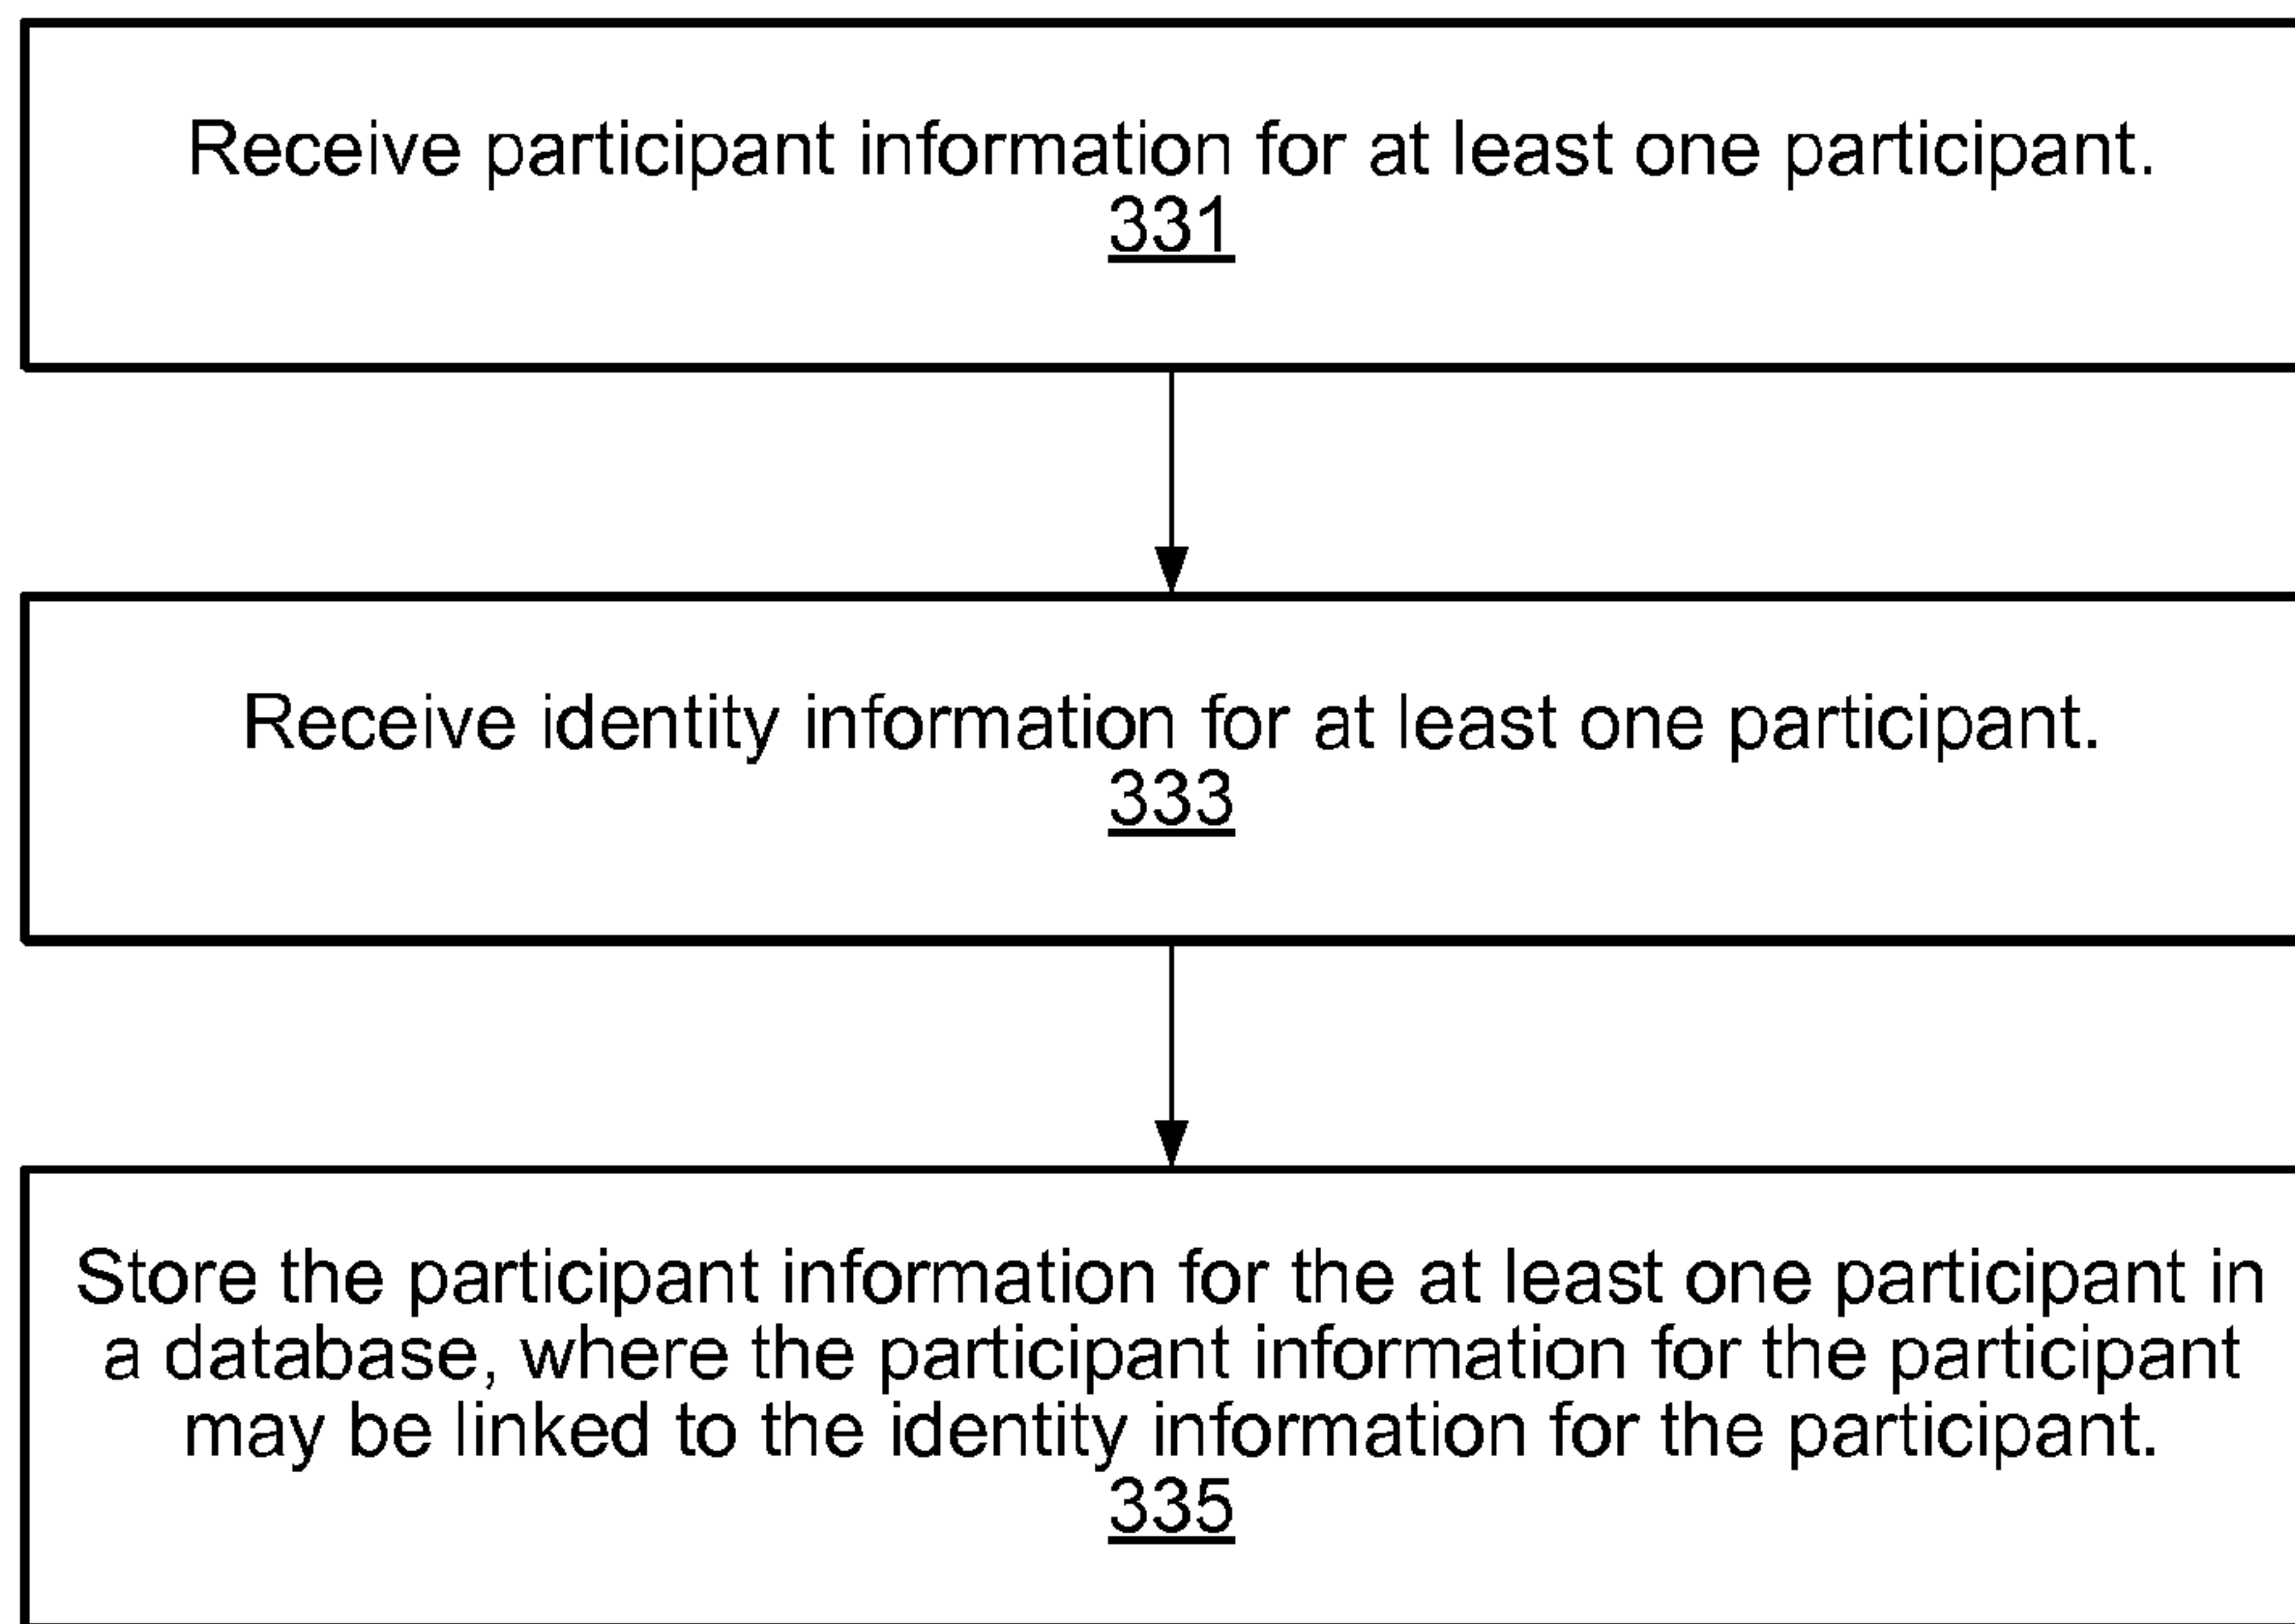 Receive participant information for at least one participant.
331
Receive identity information for at least one participant.
333
Store the participant information for the at least one participant in
a database, where the participant information for the participant
may be linked to the identity information for the participant.
335